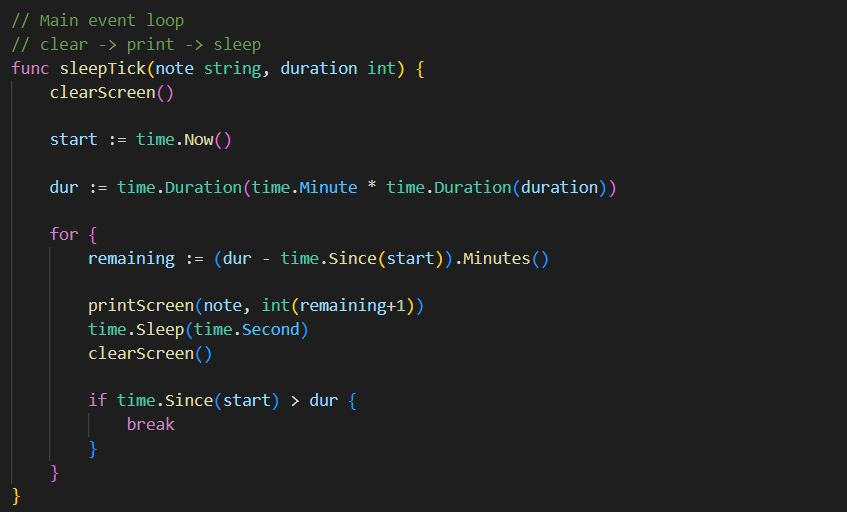 // Main event loop
// clear -> print -> sleep
func sleepTick(note string, duration int) {
    clearScreen()
    start := time.Now()
    dur := time.Duration(time.Minute * time.Duration(duration))
    for {
        remaining := (dur - time.Since(start)).Minutes()
        printScreen(note, int(remaining+1))
        time.Sleep(time.Second)
        clearScreen()
        if time.Since(start) > dur {
            break
        }
    }
}